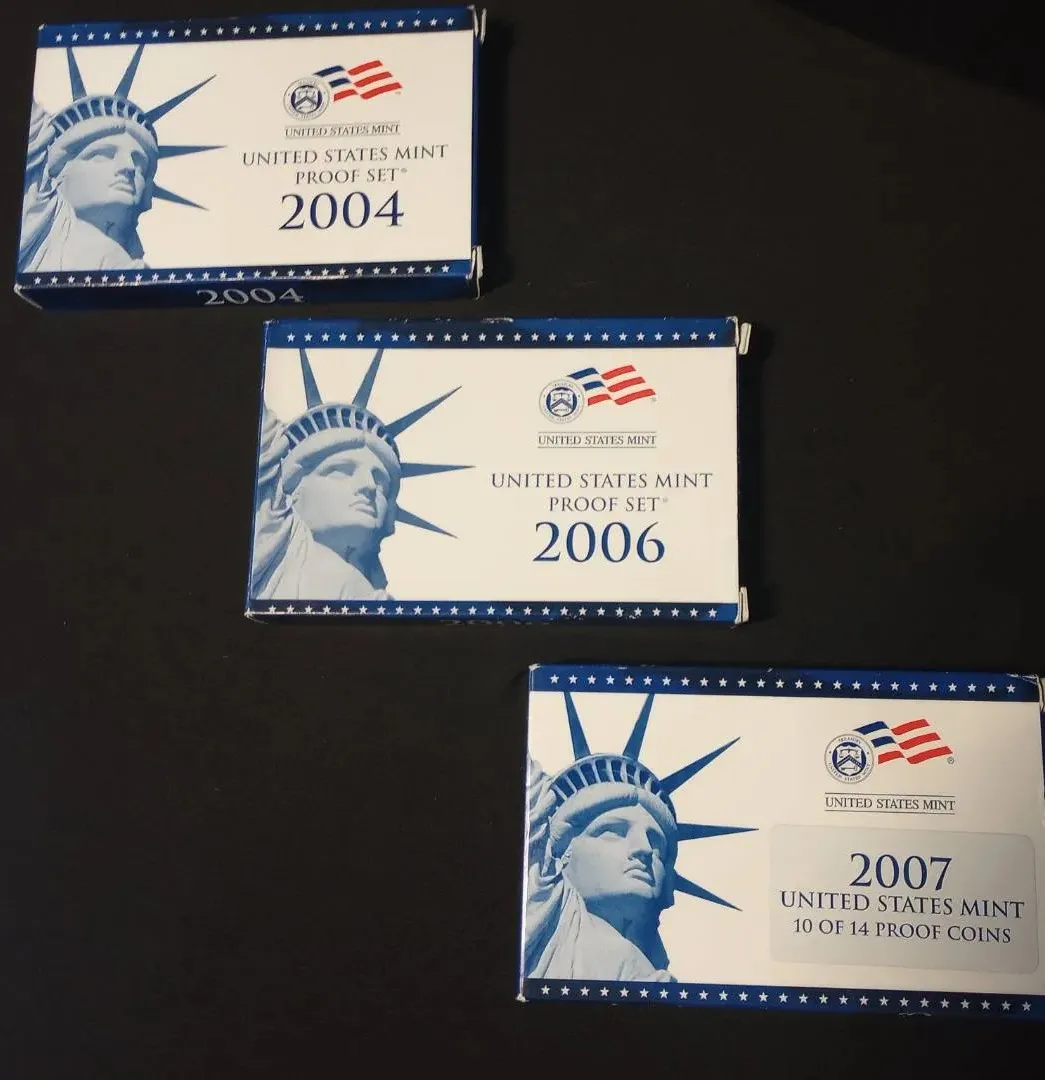 UNITED STATES MINT
UNITED STATES MINT
PROOF SET®
2004
2004
UNITED STATES MINT
UNITED STATES MINT
PROOF SET®
2006
UNITED STATES MINT
2007
UNITED STATES MINT
10 OF 14 PROOF COINS